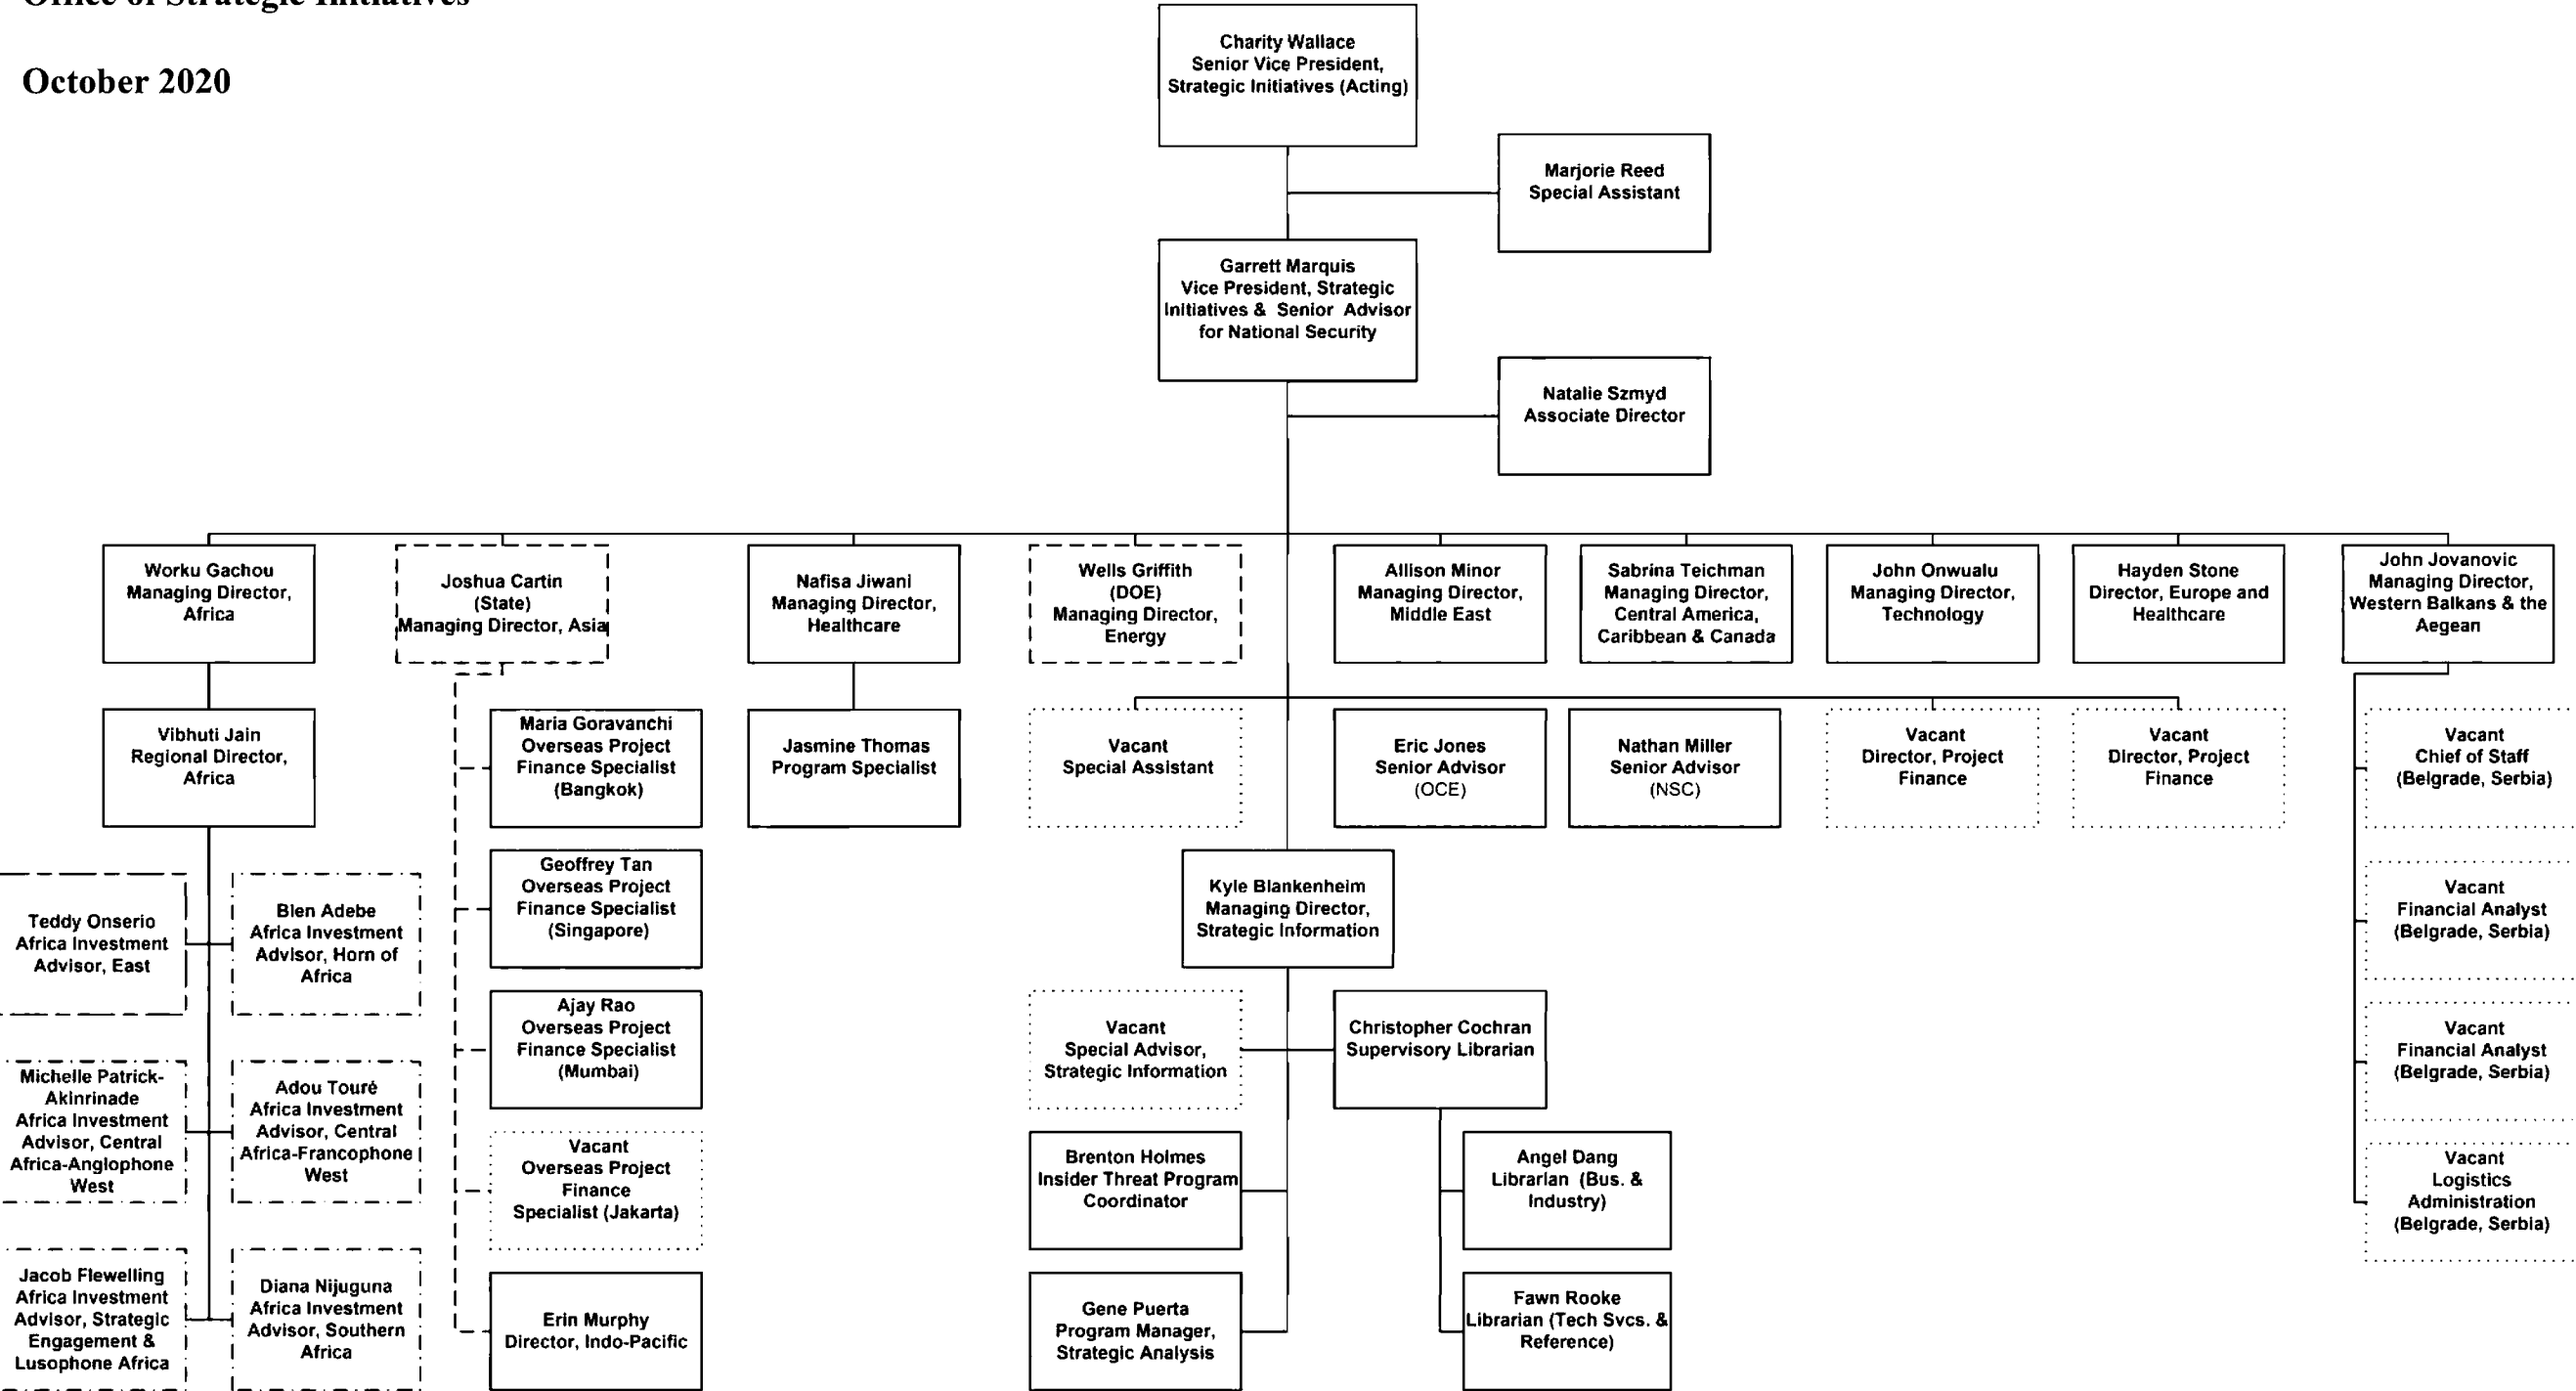 Office of Strategic Initiatives
October 2020
Charity Wallace
Senior Vice President,
Strategic Initiatives (Acting)
Marjorie Reed
Special Assistant
Garrett Marquis
Vice President, Strategic
Initiatives & Senior Advisor
for National Security
Natalie Szmyd
Associate Director
Worku Gachou
Managing Director,
Africa
Joshua Cartin
(State)
Managing Director, Asia
Nafisa Jiwani
Managing Director,
Healthcare
Wells Griffith
(DOE)
Managing Director,
Energy
Allison Minor
Managing Director,
Middle East
Sabrina Teichman
Managing Director,
Central America,
Caribbean & Canada
John Onwualu
Managing Director,
Technology
Hayden Stone
Director, Europe and
Healthcare
John Jovanovic
Managing Director,
Western Balkans & the
Aegean
Vibhuti Jain
Regional Director,
Africa
Maria Goravanchi
Overseas Project
Finance Specialist
(Bangkok)
Jasmine Thomas
Program Specialist
Vacant
Special Assistant
Eric Jones
Senior Advisor
(OCE)
Nathan Miller
Senior Advisor
(NSC)
Vacant
Director, Project
Finance
Vacant
Director, Project
Finance
Vacant
Chief of Staff
(Belgrade, Serbia)
Teddy Onserio
Africa Investment
Advisor, East
Blen Adebe
Africa Investment
Advisor, Horn of
Africa
Geoffrey Tan
Overseas Project
Finance Specialist
(Singapore)
Kyle Blankenheim
Managing Director,
Strategic Information
Vacant
Financial Analyst
(Belgrade, Serbia)
Ajay Rao
Overseas Project
Finance Specialist
(Mumbai)
Vacant
Special Advisor,
Strategic Information
Christopher Cochran
Supervisory Librarian
Vacant
Financial Analyst
(Belgrade, Serbia)
Michelle Patrick-
Akinrinade
Africa Investment
Advisor, Central
Africa-Anglophone
West
Adou Touré
Africa Investment
Advisor, Central
Africa-Francophone
West
Vacant
Overseas Project
Finance
Specialist (Jakarta)
Brenton Holmes
Insider Threat Program
Coordinator
Angel Dang
Librarian (Bus. &
Industry)
Vacant
Logistics
Administration
(Belgrade, Serbia)
Jacob Flewelling
Africa Investment
Advisor, Strategic
Engagement &
Lusophone Africa
Diana Nijuguna
Africa Investment
Advisor, Southern
Africa
Erin Murphy
Director, Indo-Pacific
Gene Puerta
Program Manager,
Strategic Analysis
Fawn Rooke
Librarian (Tech Svcs. &
Reference)